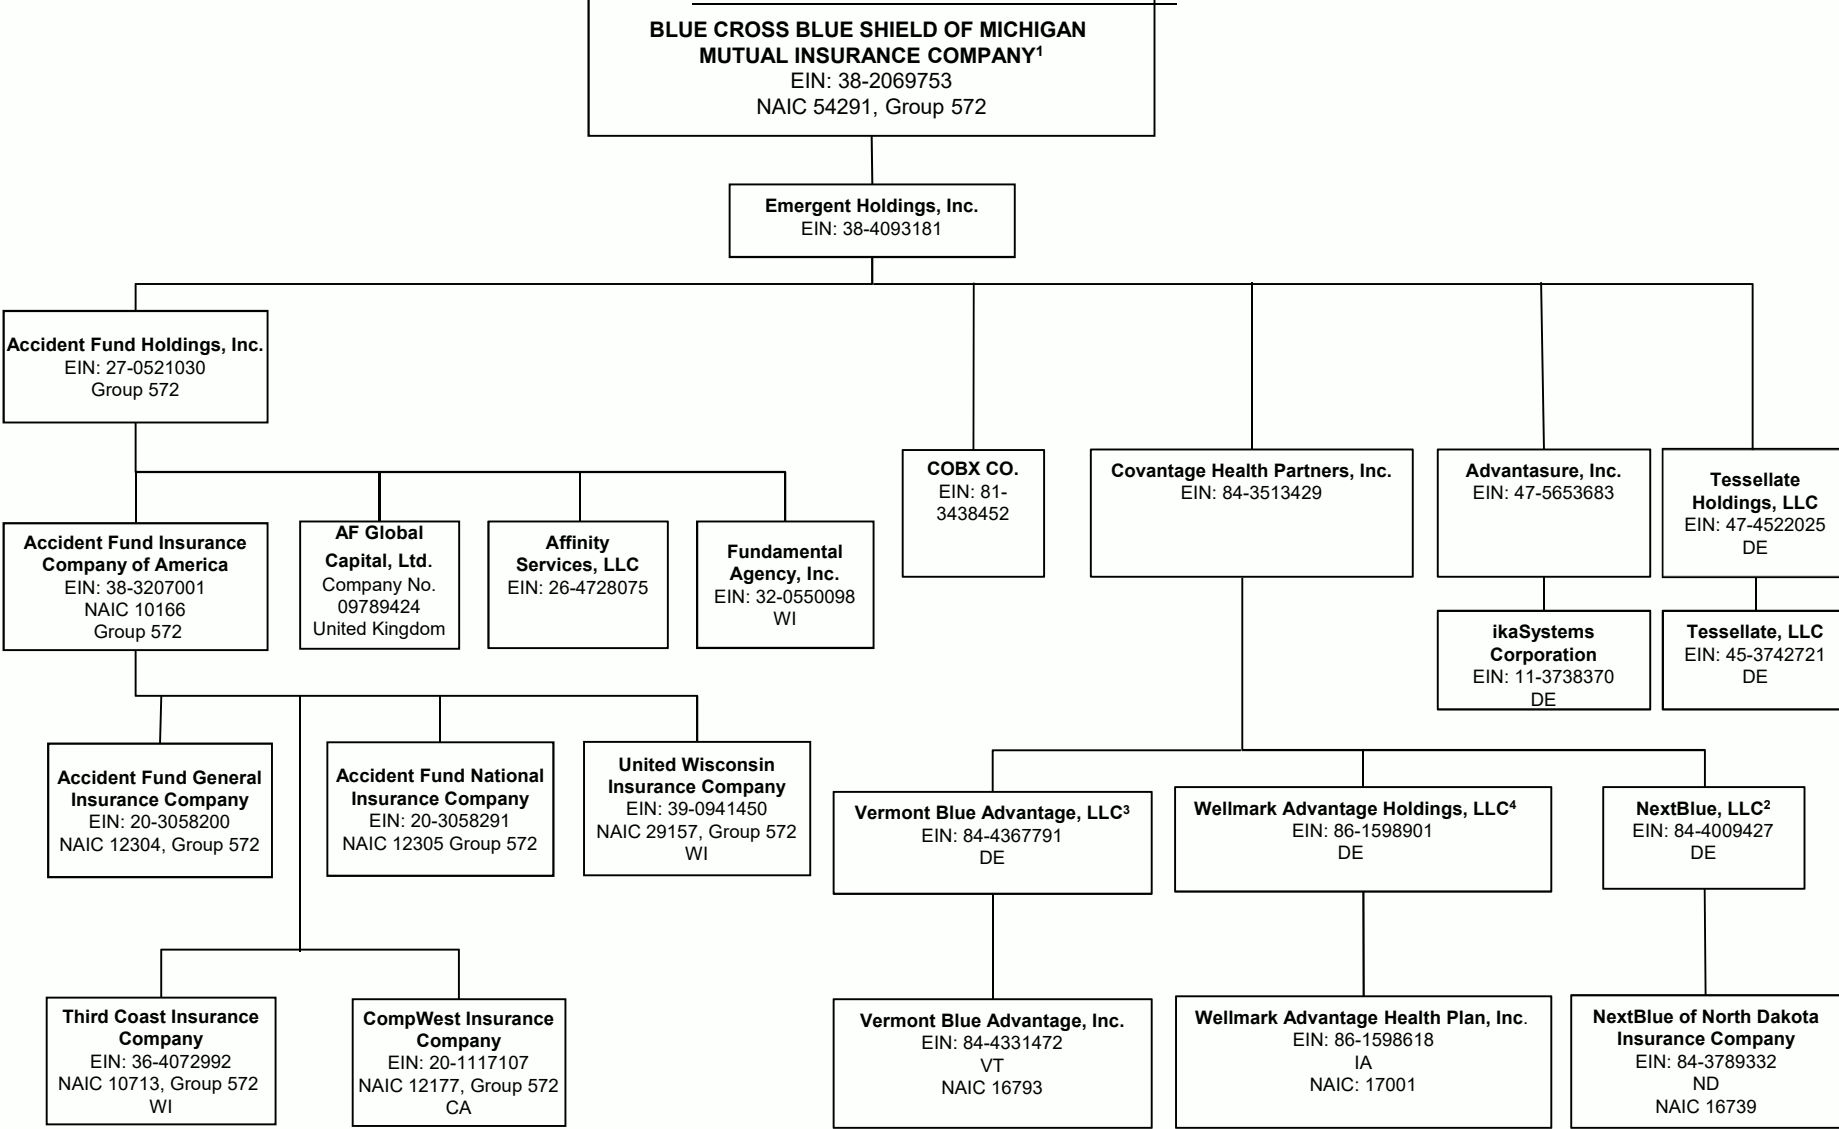 BLUE CROSS BLUE SHIELD OF MICHIGAN
MUTUAL INSURANCE COMPANY¹
EIN: 38-2069753
NAIC 54291, Group 572
Emergent Holdings, Inc.
EIN: 38-4093181
Accident Fund Holdings, Inc.
EIN: 27-0521030
Group 572
COBX CO.
EIN: 81-
3438452
Covantage Health Partners, Inc.
EIN: 84-3513429
Advantasure, Inc.
EIN: 47-5653683
Tessellate
Holdings, LLC
EIN: 47-4522025
DE
Accident Fund Insurance
Company of America
EIN: 38-3207001
NAIC 10166
Group 572
AF Global
Capital, Ltd.
Company No.
09789424
United Kingdom
Affinity
Services, LLC
EIN: 26-4728075
Fundamental
Agency, Inc.
EIN: 32-0550098
WI
ikaSystems
Corporation
EIN: 11-3738370
DE
Tessellate, LLC
EIN: 45-3742721
DE
Accident Fund General
Insurance Company
EIN: 20-3058200
NAIC 12304, Group 572
Accident Fund National
Insurance Company
EIN: 20-3058291
NAIC 12305 Group 572
United Wisconsin
Insurance Company
EIN: 39-0941450
NAIC 29157, Group 572
WI
Vermont Blue Advantage, LLC³
EIN: 84-4367791
DE
Wellmark Advantage Holdings, LLC⁴
EIN: 86-1598901
DE
NextBlue, LLC²
EIN: 84-4009427
DE
Third Coast Insurance
Company
EIN: 36-4072992
NAIC 10713, Group 572
WI
CompWest Insurance
Company
EIN: 20-1117107
NAIC 12177, Group 572
CA
Vermont Blue Advantage, Inc.
EIN: 84-4331472
VT
NAIC 16793
Wellmark Advantage Health Plan, Inc.
EIN: 86-1598618
IA
NAIC: 17001
NextBlue of North Dakota
Insurance Company
EIN: 84-3789332
ND
NAIC 16739